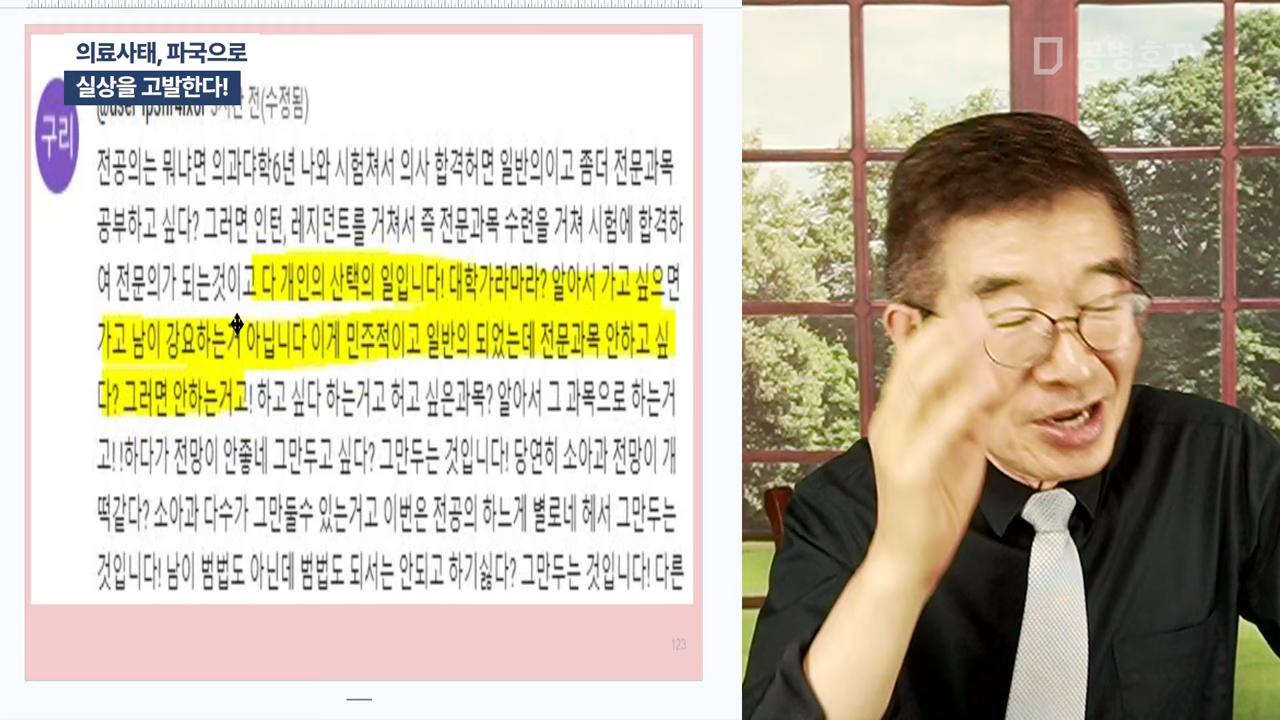 의료사태, 파국으로
실상을 고발한다!
공병호TV
전(수정됨)
구리
전공의는 뭐냐면 의과다학6년 나와 시험쳐서 의사 합격허면 일반의이고 좀더 전문과목
공부하고 싶다? 그러면 인턴, 레지던트를 거쳐서 즉 전문과목 수련을 거쳐 시험에 합격하
여 전문의가 되는것이고 다 개인의 산택의 일입니다! 대학가라마라? 알아서 가고 싶으면
가고 남이 강요하는거 아닙니다 이게 민주적이고 일반의 되었는데 전문과목 안하고 싶
다? 그러면 안하는거고! 하고 싶다 하는거고 허고 싶은과목? 알아서 그 과목으로 하는거
고! !하다가 전망이 안좋네 그만두고 싶다? 그만두는 것입니다! 당연히 소아과 전망이 개
떡같다? 소아과 다수가 그만둘수 있는거고 이번은 전공의 하느게 별로네 헤서 그만두는
것입니다! 남이 범법도 아닌데 범법도 되서는 안되고 하기싫다? 그만두는 것입니다! 다른
123